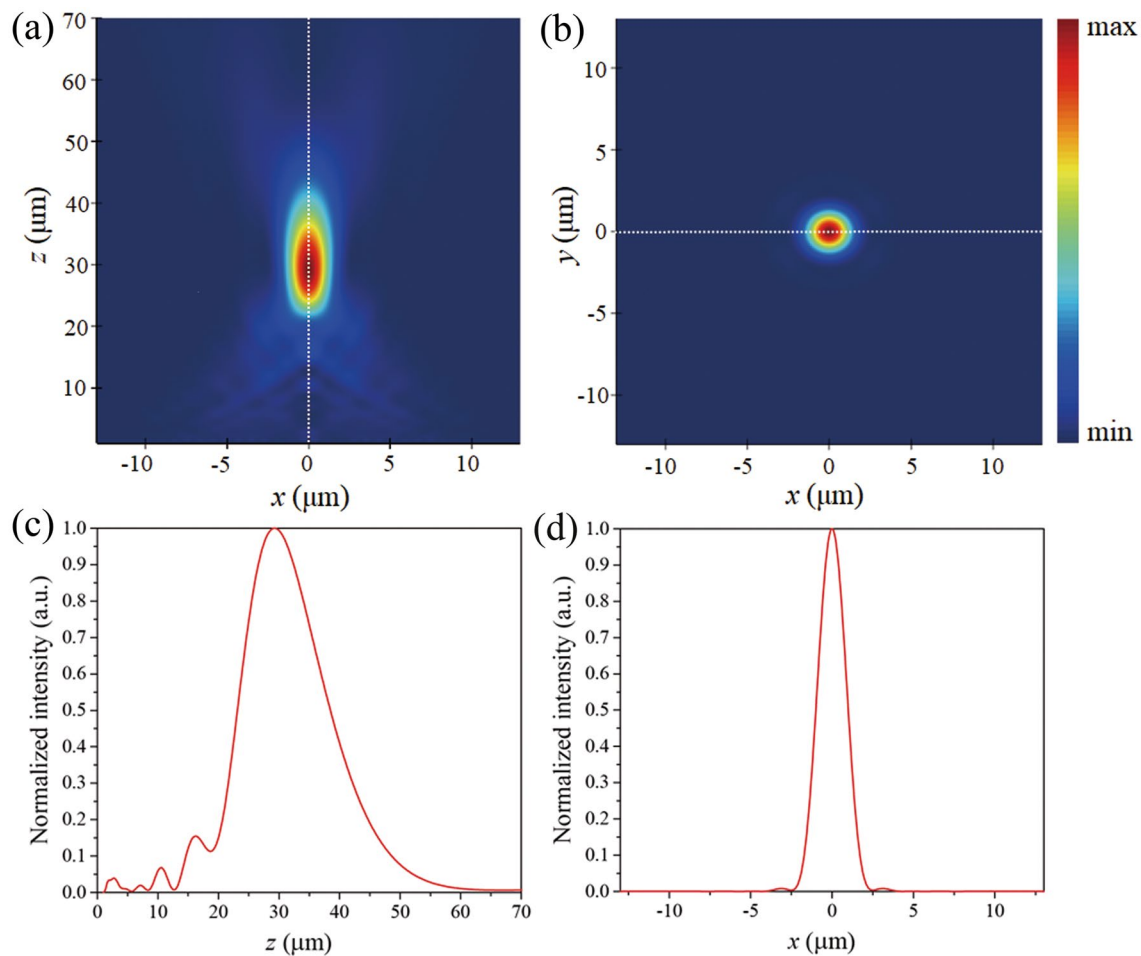 (a)
70
60
50
40
30
20
10
z (μm)
-10 -5 0 5 10
x (μm)
(b)
10
5
0
-5
-10
y (μm)
-10 -5 0 5 10
x (μm)
max
min
(c)
1.0
0.9
0.8
0.7
0.6
0.5
0.4
0.3
0.2
0.1
0.0
Normalized intensity (a.u.)
0 10 20 30 40 50 60 70
z (μm)
(d)
1.0
0.9
0.8
0.7
0.6
0.5
0.4
0.3
0.2
0.1
0.0
Normalized intensity (a.u.)
-10 -5 0 5 10
x (μm)